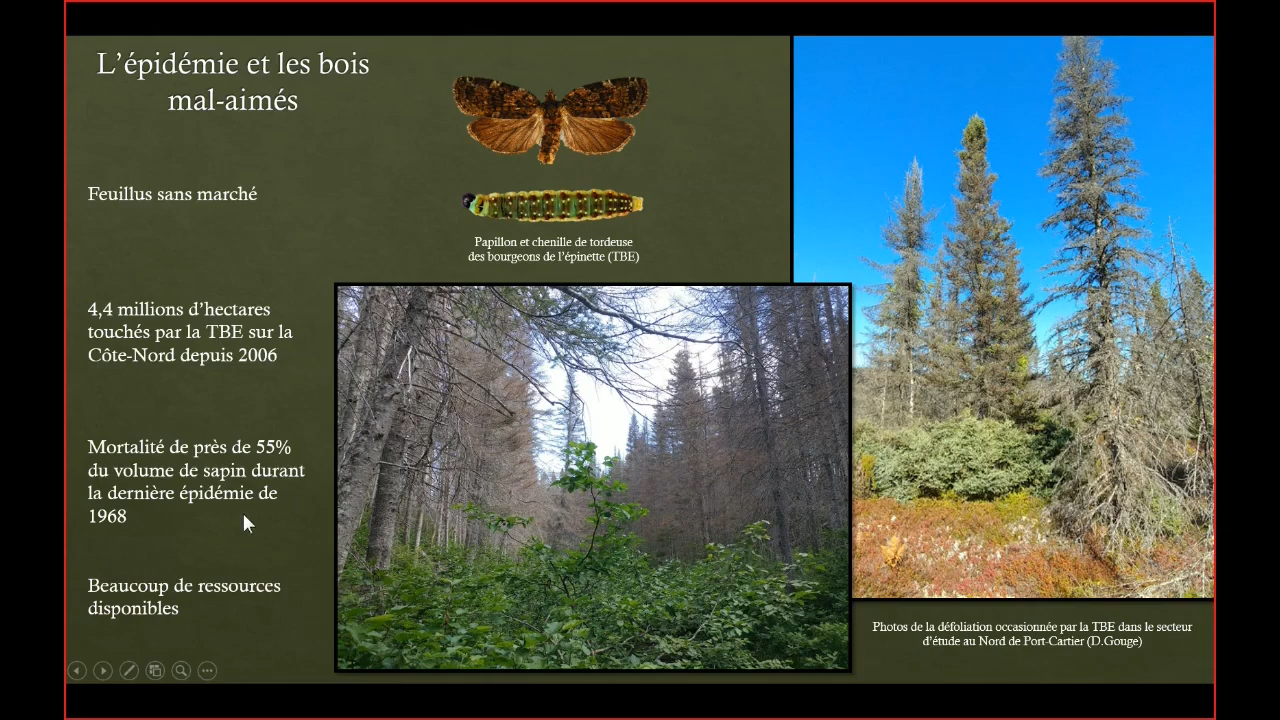 L'épidémie et les bois
mal-aimés
Feuillus sans marché
4,4 millions d'hectares
touchés par la TBE sur la
Côte-Nord depuis 2006
Mortalité de près de 55%
du volume de sapin durant
la dernière épidémie de
1968
Beaucoup de ressources
disponibles
Papillon et chenille de tordeuse
des bourgeons de l'épinette (TBE)
Photos de la défoliation occasionnée par la TBE dans le secteur
d'étude au Nord de Port-Cartier (D.Gouge)